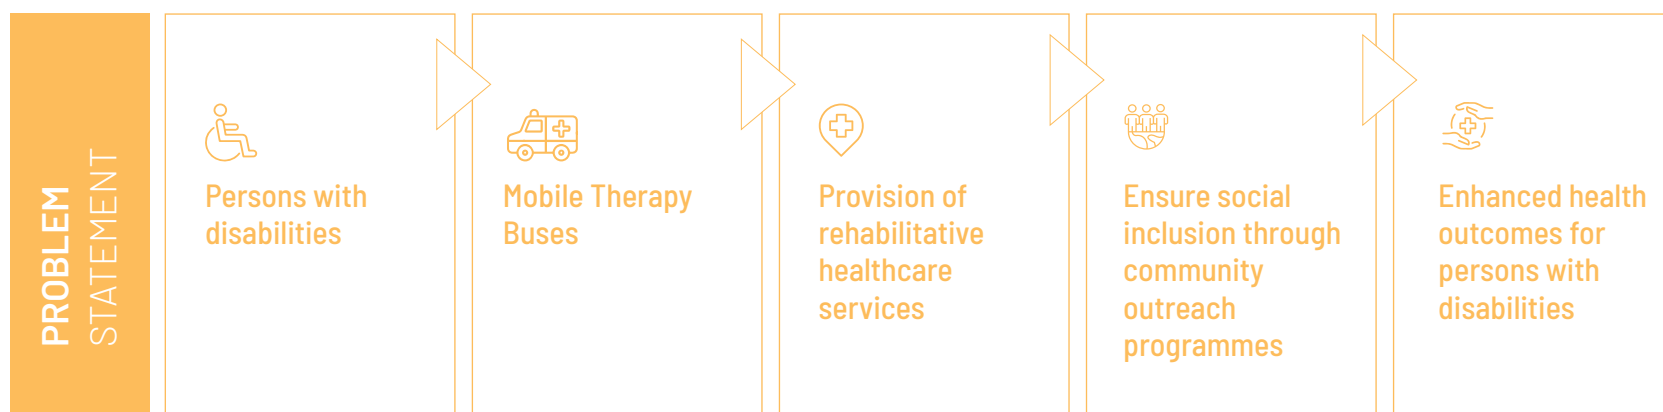 PROBLEM
STATEMENT
Persons with
disabilities
Mobile Therapy
Buses
Provision of
rehabilitative
healthcare
services
Ensure social
inclusion through
community
outreach
programmes
Enhanced health
outcomes for
persons with
disabilities